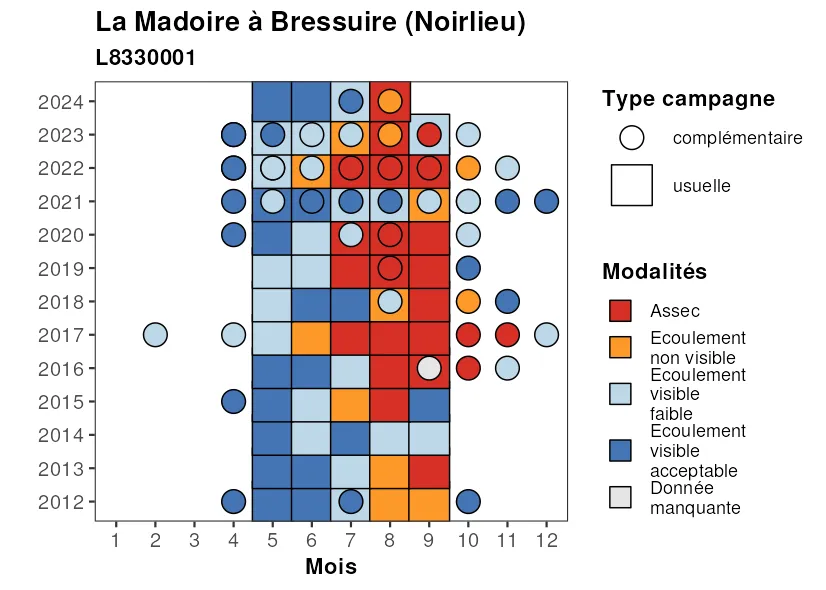 La Madoire à Bressuire (Noirlieu)
L8330001
2024
2023
2022
2021
2020
2019
2018
2017
2016
2015
2014
2013
2012
1 2 3 4 5 6 7 8 9 10 11 12
Mois
Type campagne
complémentaire
usuelle
Modalités
Assec
Ecoulement
non visible
Ecoulement
visible
faible
Ecoulement
visible
acceptable
Donnée
manquante